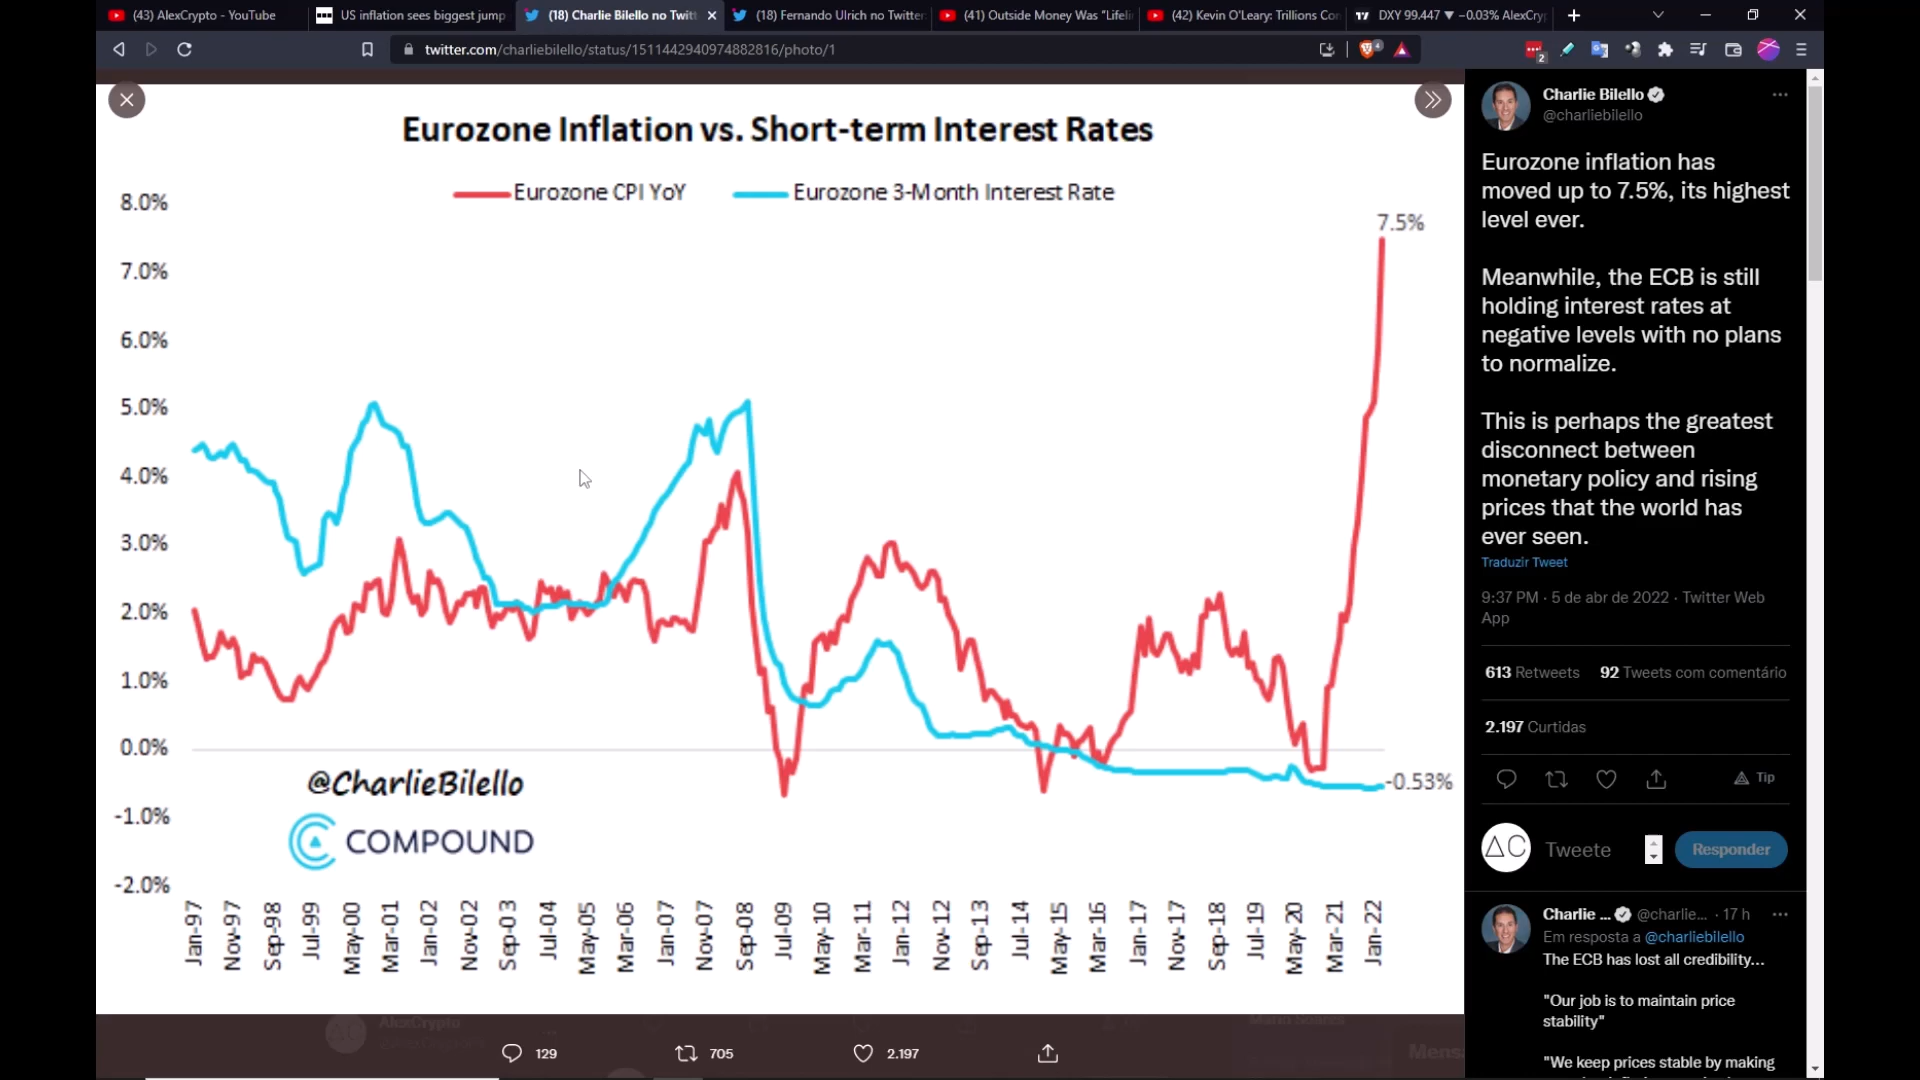 (43) AlexCrypto - YouTube
US inflation sees biggest jump
(18) Charlie Bilello no Twitt
(18) Fernando Ulrich no Twitter:
(41) Outside Money Was "Lifeli
(42) Kevin O'Leary: Trillions Co
DXY 99.447 ▼ −0.03% AlexCry
twitter.com/charliebilello/status/1511442940974882816/photo/1
Eurozone Inflation vs. Short-term Interest Rates
Eurozone CPI YoY
Eurozone 3-Month Interest Rate
8.0%
7.0%
6.0%
5.0%
4.0%
3.0%
2.0%
1.0%
0.0%
-1.0%
-2.0%
7.5%
-0.53%
@CharlieBilello
COMPOUND
Jan-97
Nov-97
Sep-98
Jul-99
May-00
Mar-01
Jan-02
Nov-02
Sep-03
Jul-04
May-05
Mar-06
Jan-07
Nov-07
Sep-08
Jul-09
May-10
Mar-11
Jan-12
Nov-12
Sep-13
Jul-14
May-15
Mar-16
Jan-17
Nov-17
Sep-18
Jul-19
May-20
Mar-21
Jan-22
AlexCrypto
129
705
2.197
Charlie Bilello
@charliebilello
Eurozone inflation has
moved up to 7.5%, its highest
level ever.
Meanwhile, the ECB is still
holding interest rates at
negative levels with no plans
to normalize.
This is perhaps the greatest
disconnect between
monetary policy and rising
prices that the world has
ever seen.
Traduzir Tweet
9:37 PM · 5 de abr de 2022 · Twitter Web
App
613 Retweets 92 Tweets com comentário
2.197 Curtidas
Tip
AC
Tweete
Responder
Charlie ... @charlie... · 17 h
Em resposta a @charliebilello
The ECB has lost all credibility...
"Our job is to maintain price
stability"
"We keep prices stable by making